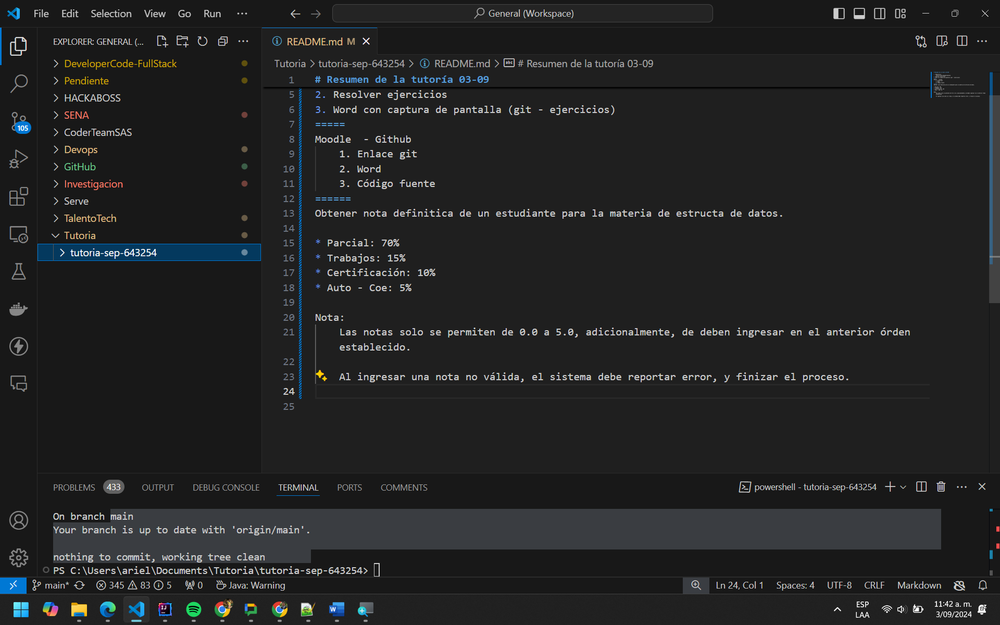 File Edit Selection View Go Run ···
General (Workspace)
EXPLORER: GENERAL (...
DeveloperCode-FullStack
Pendiente
HACKABOSS
SENA
CoderTeamSAS
Devops
GitHub
Investigacion
Serve
TalentoTech
Tutoria
tutoria-sep-643254
105
README.md M
Tutoria > tutoria-sep-643254 > README.md > # Resumen de la tutoría 03-09
1 # Resumen de la tutoría 03-09
5 2. Resolver ejercicios
6 3. Word con captura de pantalla (git - ejercicios)
7 =====
8 Moodle  - Github
9 1. Enlace git
10 2. Word
11 3. Código fuente
12 ======
13 Obtener nota definitica de un estudiante para la materia de estructa de datos.
14
15 * Parcial: 70%
16 * Trabajos: 15%
17 * Certificación: 10%
18 * Auto - Coe: 5%
19
20 Nota:
21 Las notas solo se permiten de 0.0 a 5.0, adicionalmente, de deben ingresar en el anterior órden
establecido.
22
23 Al ingresar una nota no válida, el sistema debe reportar error, y finizar el proceso.
24
25
PROBLEMS 433 OUTPUT DEBUG CONSOLE TERMINAL PORTS COMMENTS
powershell - tutoria-sep-643254
On branch main
Your branch is up to date with 'origin/main'.
nothing to commit, working tree clean
PS C:\Users\ariel\Documents\Tutoria\tutoria-sep-643254>
main* 345 83 5 0 Java: Warning
Ln 24, Col 1 Spaces: 4 UTF-8 CRLF Markdown
ESP
LAA
11:42 a. m.
3/09/2024